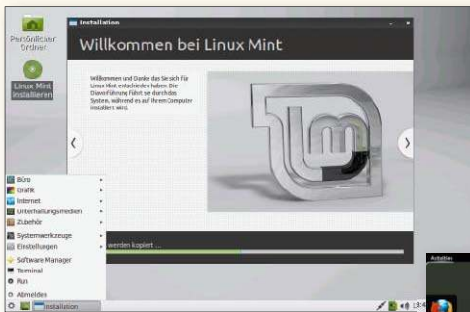 Persönlicher
Ordner
Linux Mint
installieren
Installation
Willkommen bei Linux Mint
Willkommen und Danke das Sie sich für
Linux Mint entschieden haben. Die
Diavorführung führt sie durch das
System, während es auf Ihrem Computer
installiert wird.
werden kopiert ...
Büro
Grafik
Internet
Unterhaltungsmedien
Zubehör
Systemwerkzeuge
Einstellungen
Software Manager
Terminal
Run
Abmelden
Installation
Activities